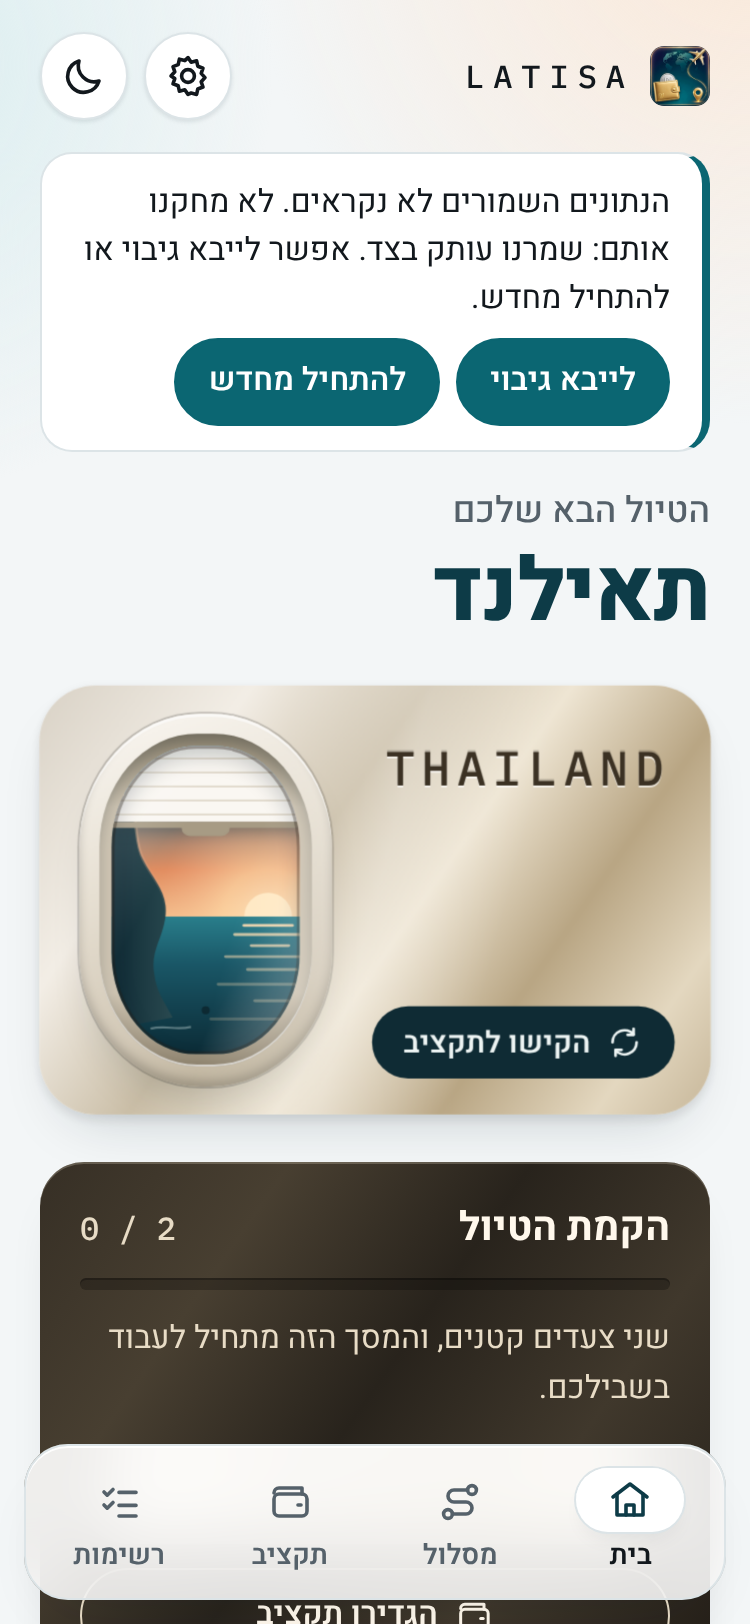 LATISA
הנתונים השמורים לא נקראים. לא מחקנו
אותם: שמרנו עותק בצד. אפשר לייבא גיבוי או
להתחיל מחדש.
לייבא גיבוי
להתחיל מחדש
הטיול הבא שלכם
תאילנד
THAILAND
הקישו לתקציב
הקמת הטיול
0 / 2
שני צעדים קטנים, והמסך הזה מתחיל לעבוד
בשבילכם.
בית
מסלול
תקציב
רשימות
הגדירו תקציב